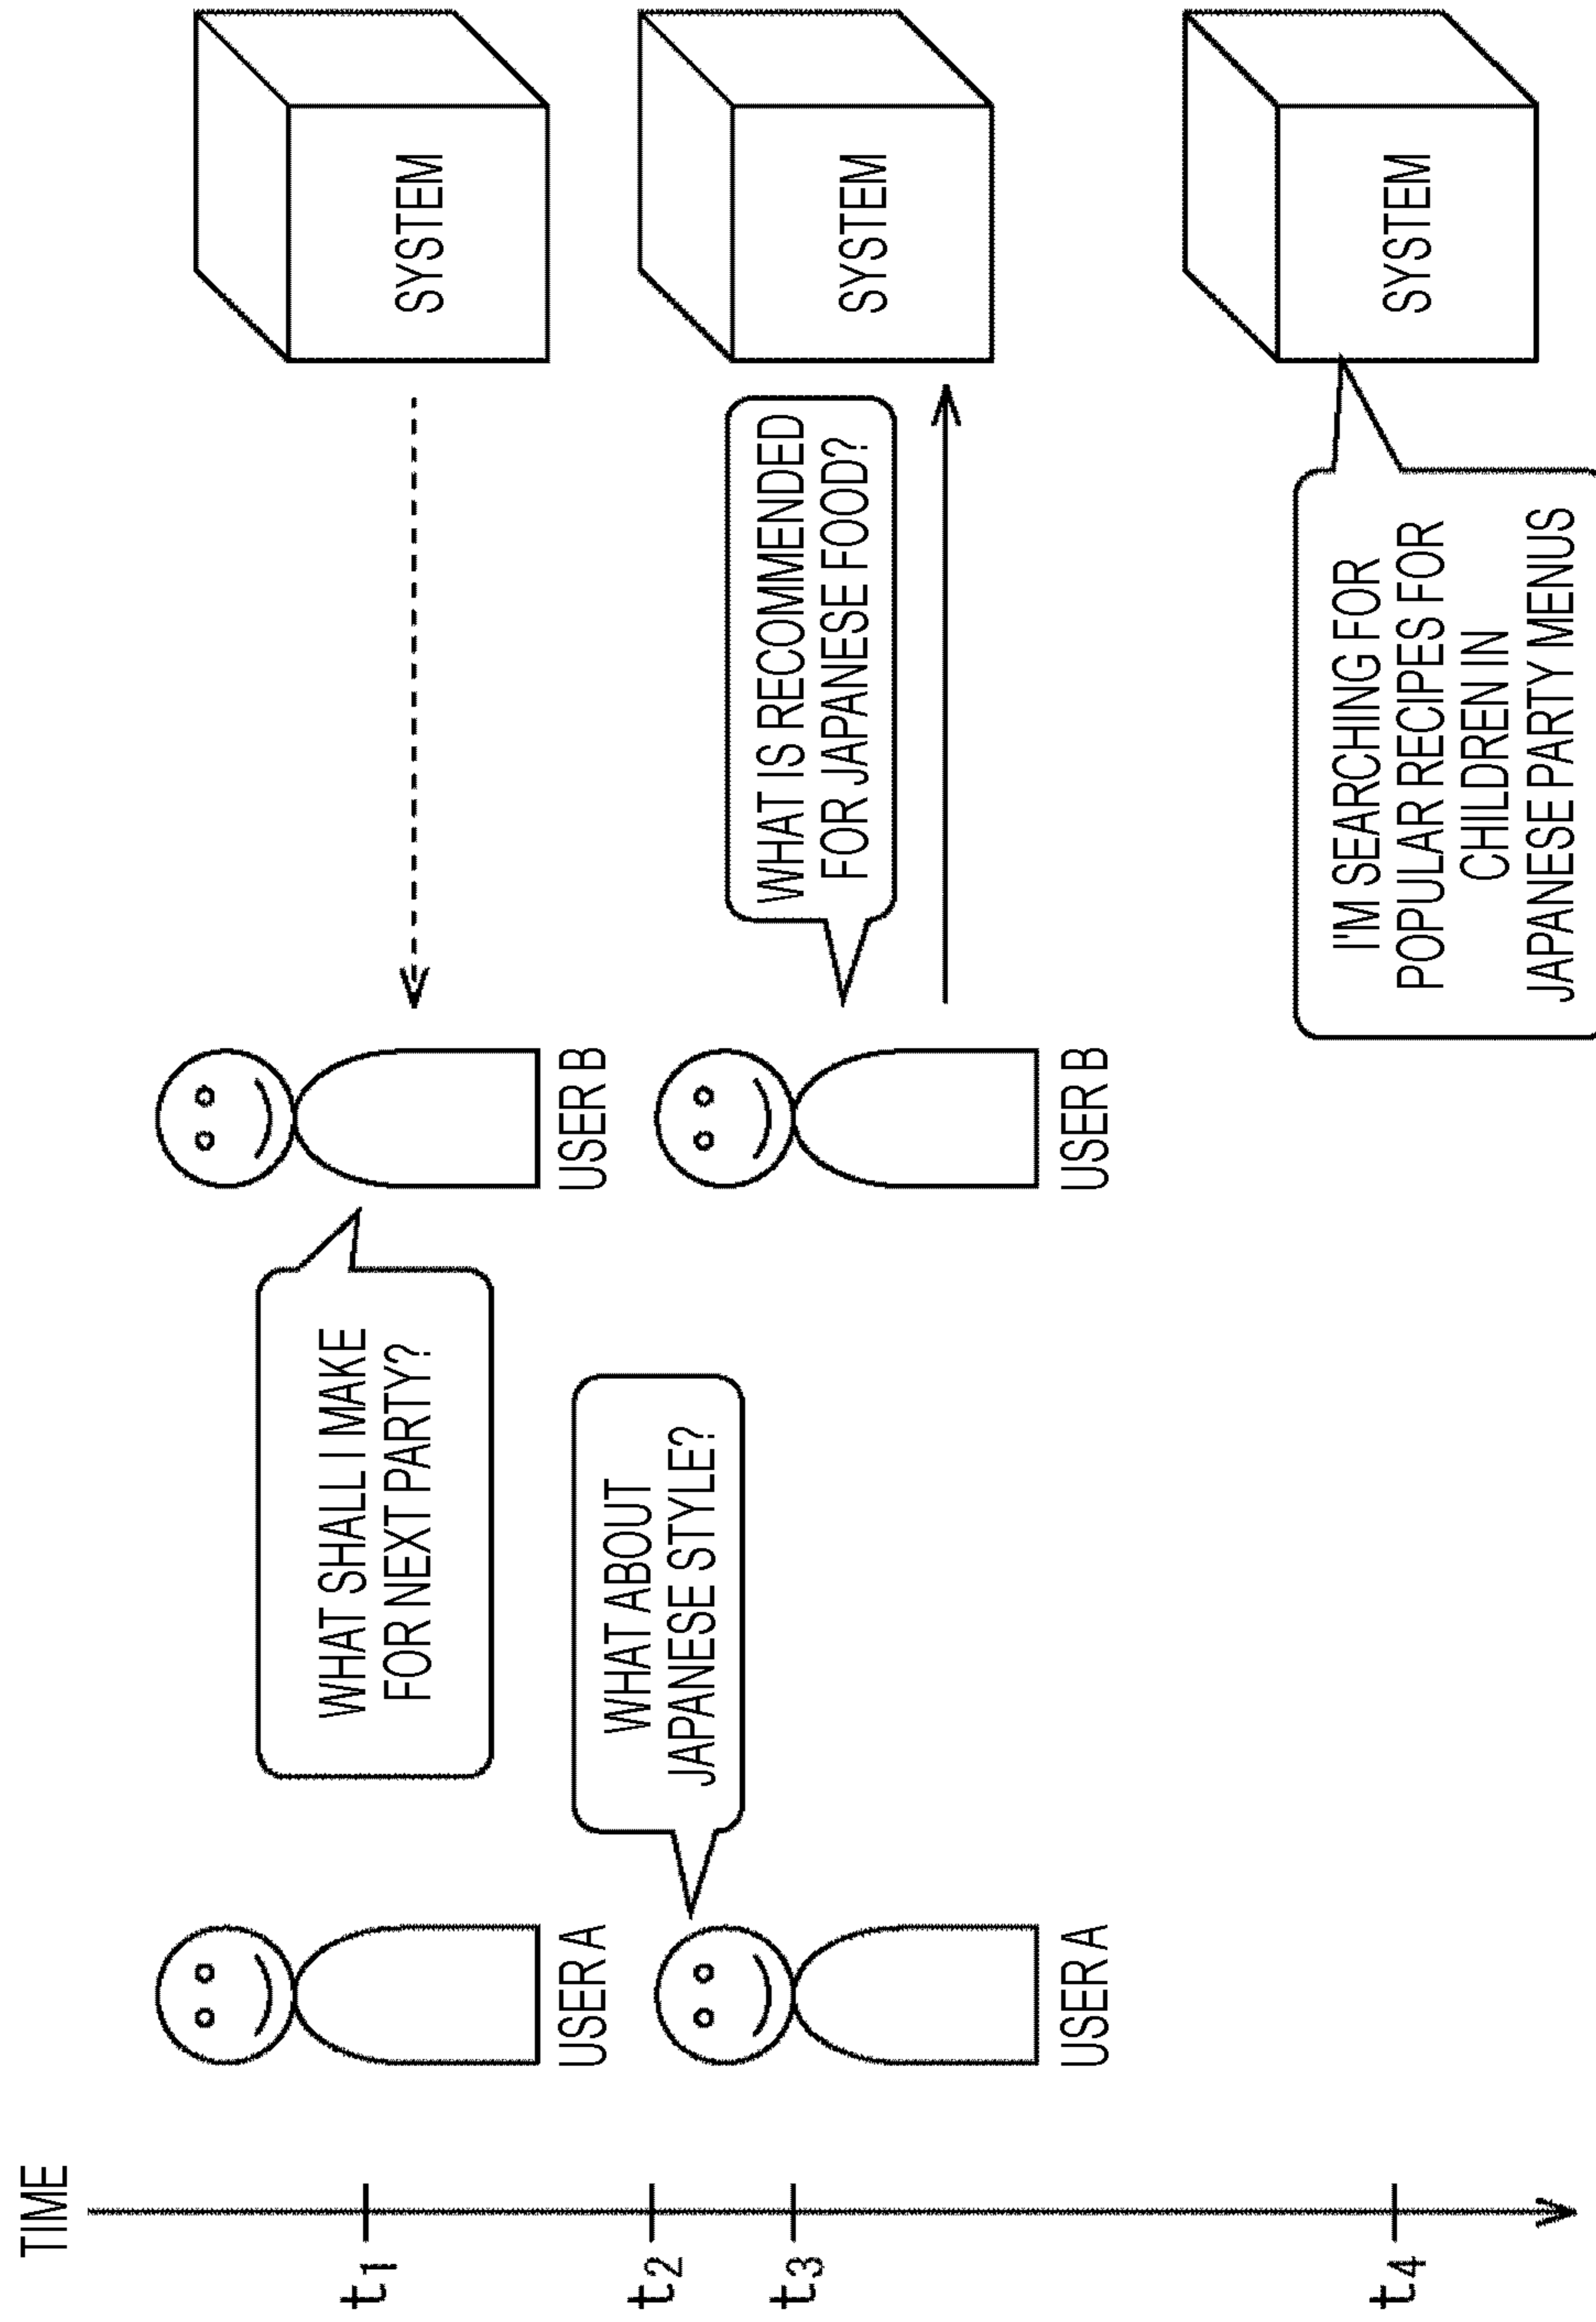 TIME
t1
WHAT SHALL I MAKE
FOR NEXT PARTY?
SYSTEM
USER A
USER B
t2
WHAT ABOUT
JAPANESE STYLE?
t3
WHAT IS RECOMMENDED
FOR JAPANESE FOOD?
SYSTEM
USER A
USER B
t4
I'M SEARCHING FOR
POPULAR RECIPES FOR
CHILDREN IN
JAPANESE PARTY MENUS
SYSTEM